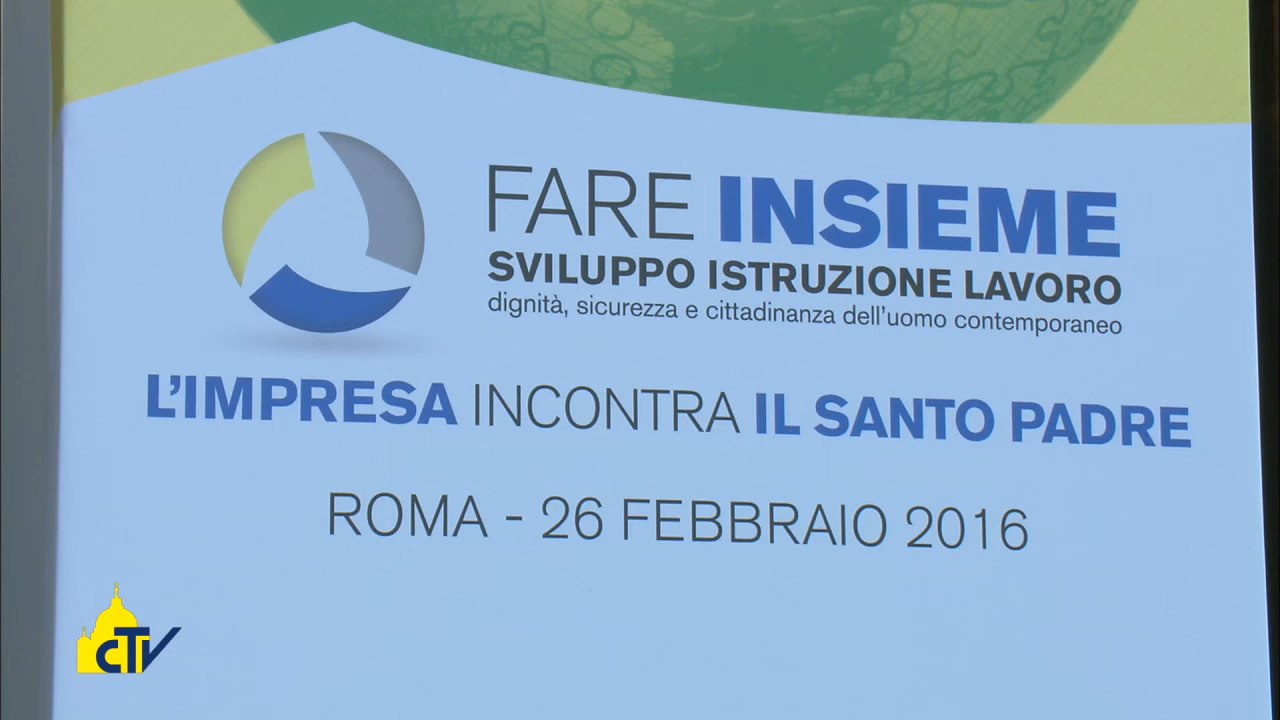 FARE INSIEME
SVILUPPO ISTRUZIONE LAVORO
dignità, sicurezza e cittadinanza dell'uomo contemporaneo
L'IMPRESA INCONTRA IL SANTO PADRE
ROMA - 26 FEBBRAIO 2016
CTV